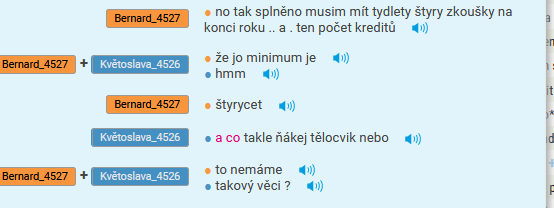 Bernard_4527 no tak splněno musim mít tydlety štyry zkoušky na
konci roku .. a . ten počet kreditů
Bernard_4527 + Květoslava_4526 že jo minimum je
hmm
Bernard_4527 štyrycet
Květoslava_4526 a co takle ňákej tělocvik nebo
Bernard_4527 + Květoslava_4526 to nemáme
takový věci ?